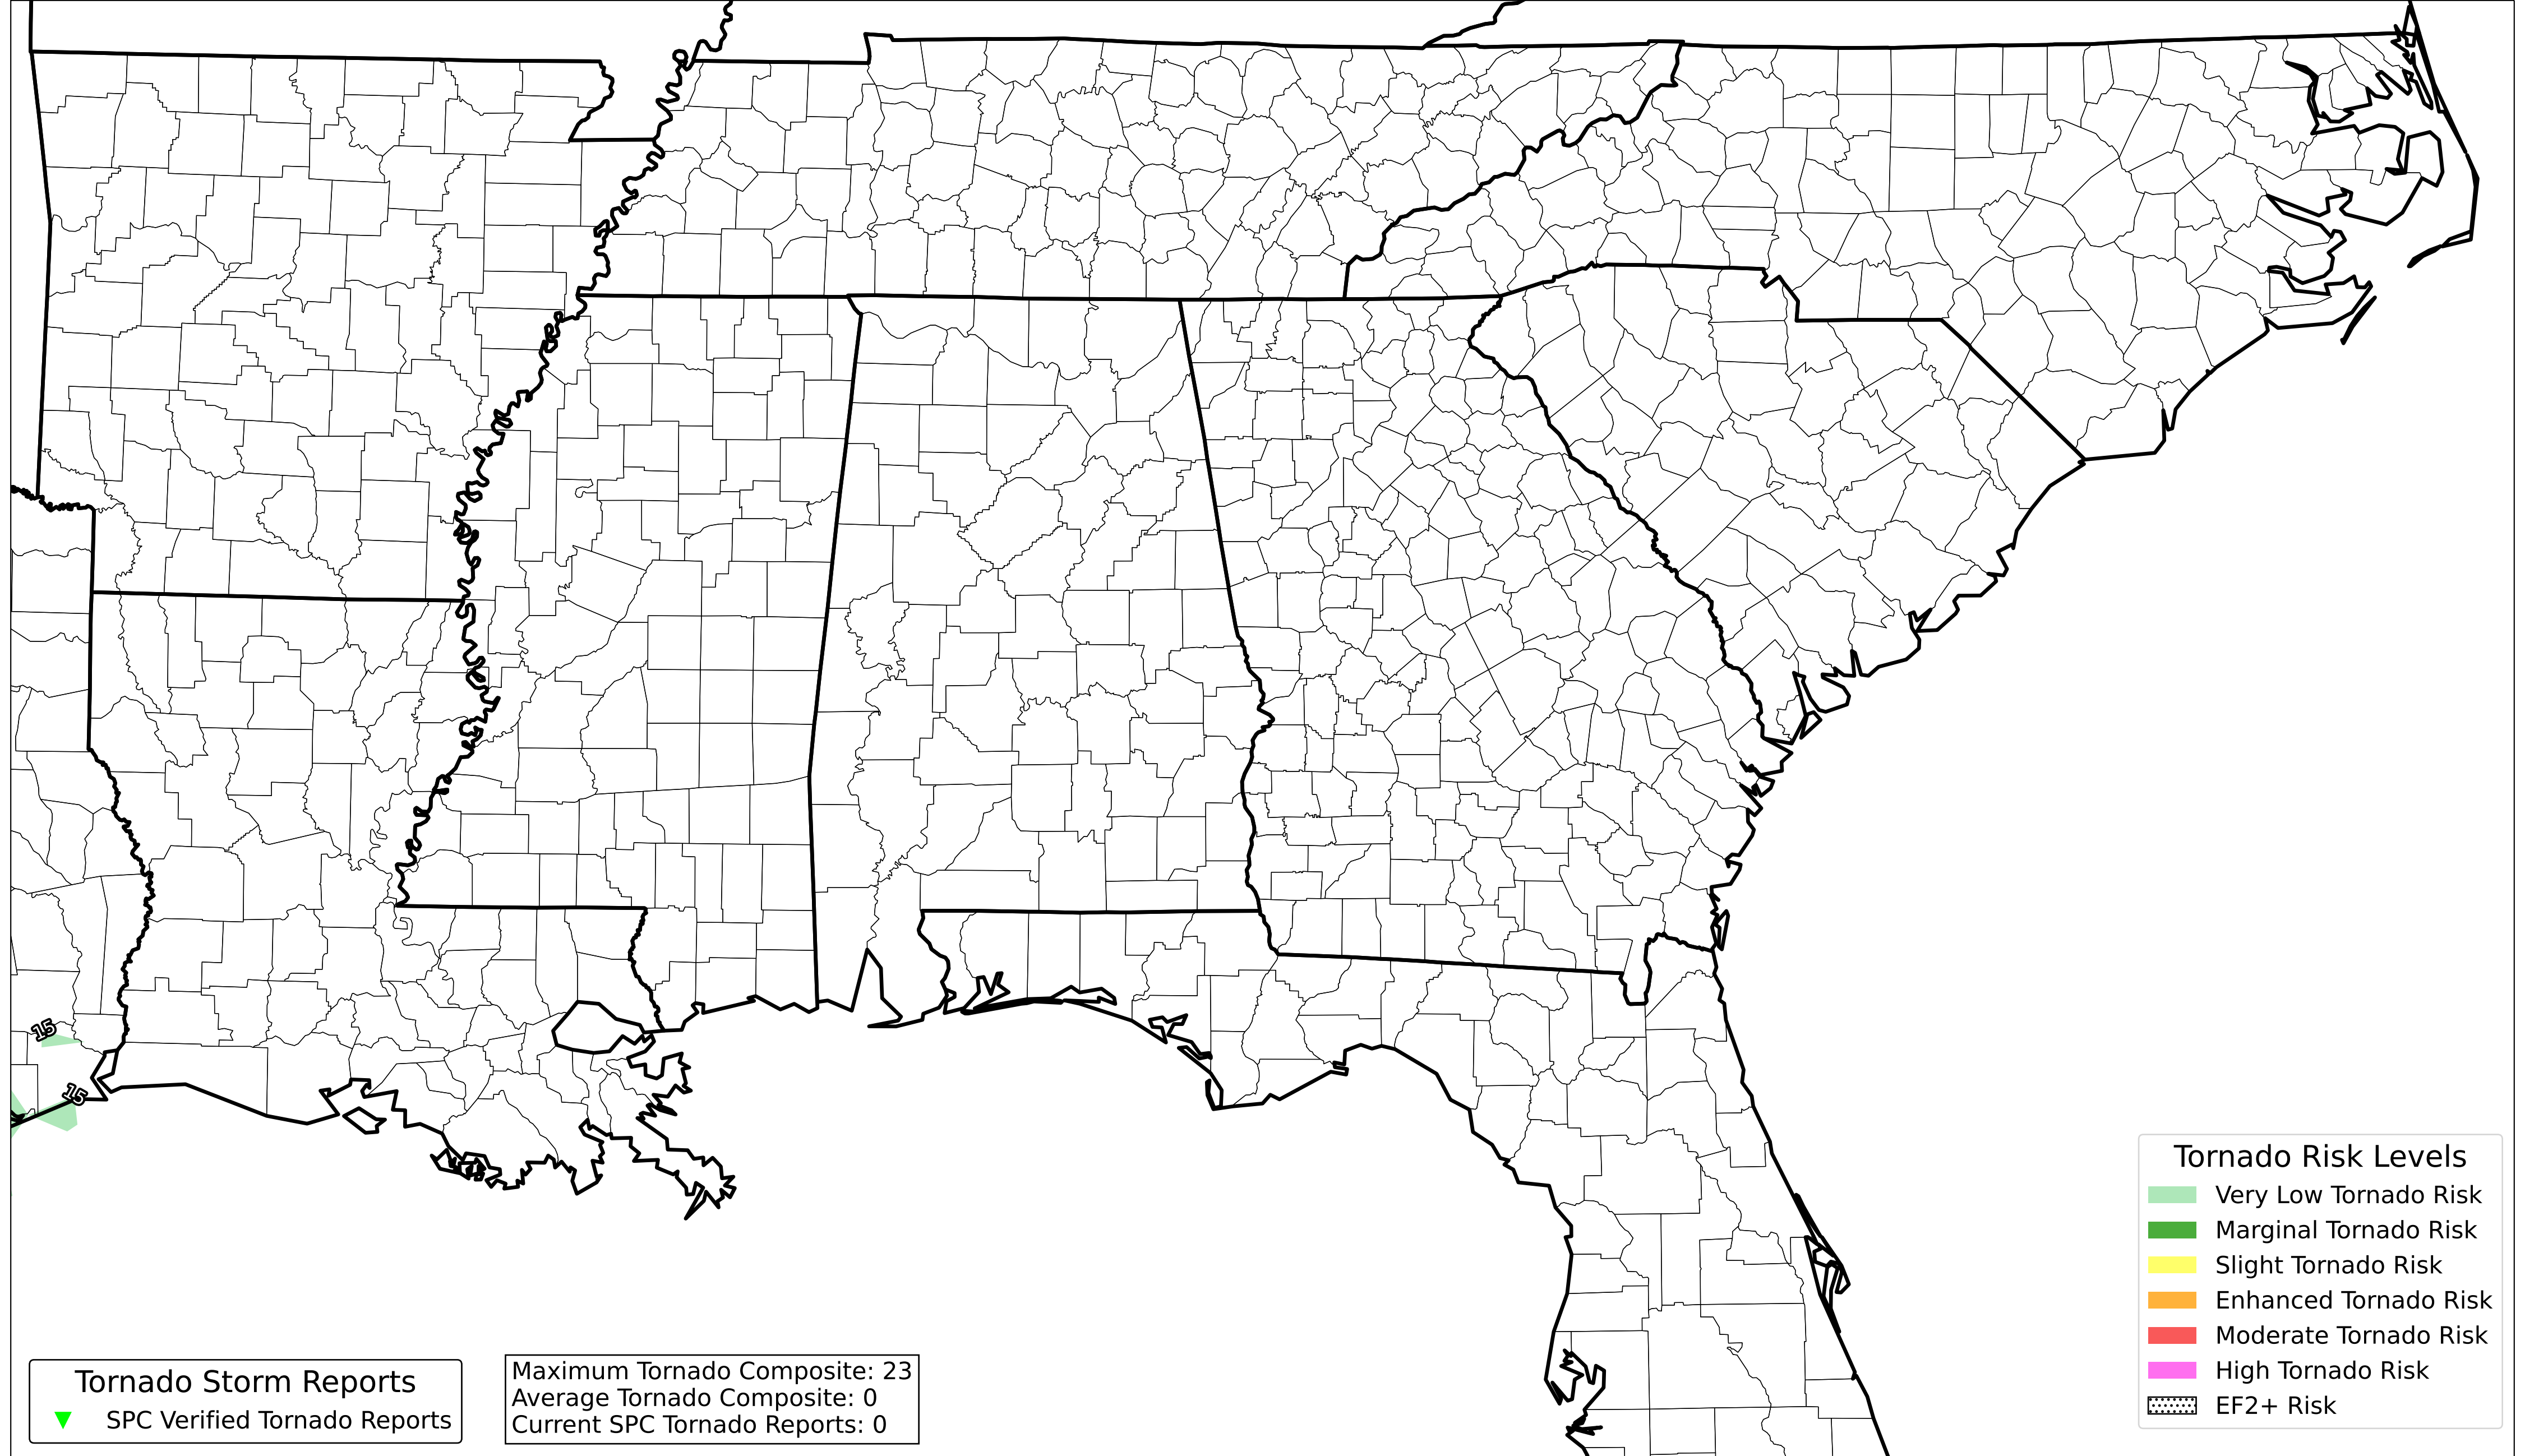 15
15
Tornado Storm Reports
SPC Verified Tornado Reports
Maximum Tornado Composite: 23
Average Tornado Composite: 0
Current SPC Tornado Reports: 0
Tornado Risk Levels
Very Low Tornado Risk
Marginal Tornado Risk
Slight Tornado Risk
Enhanced Tornado Risk
Moderate Tornado Risk
High Tornado Risk
EF2+ Risk